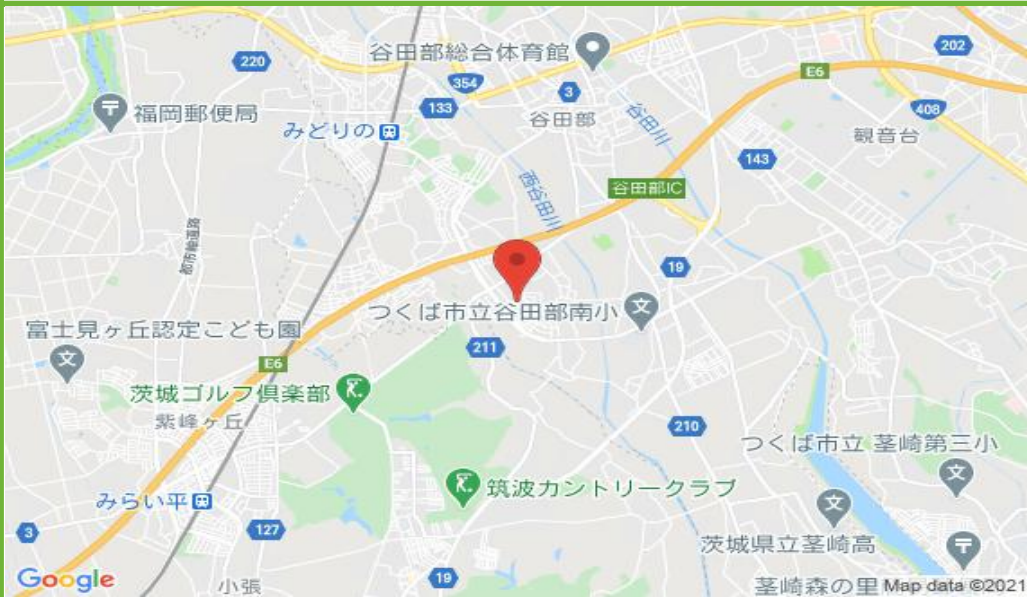 202
谷田部総合体育館
220
E6
354
3
133
408
福岡郵便局
谷田部
谷田川
みどりの
観音台
143
西谷田川
谷田部IC
都市軸道路
19
つくば市立谷田部南小
富士見ヶ丘認定こども園
211
E6
茨城ゴルフ倶楽部
紫峰ヶ丘
210
つくば市立 茎崎第三小
筑波カントリークラブ
みらい平
3
127
茨城県立茎崎高
Google
小張
19
茎崎森の里
Map data ©2021